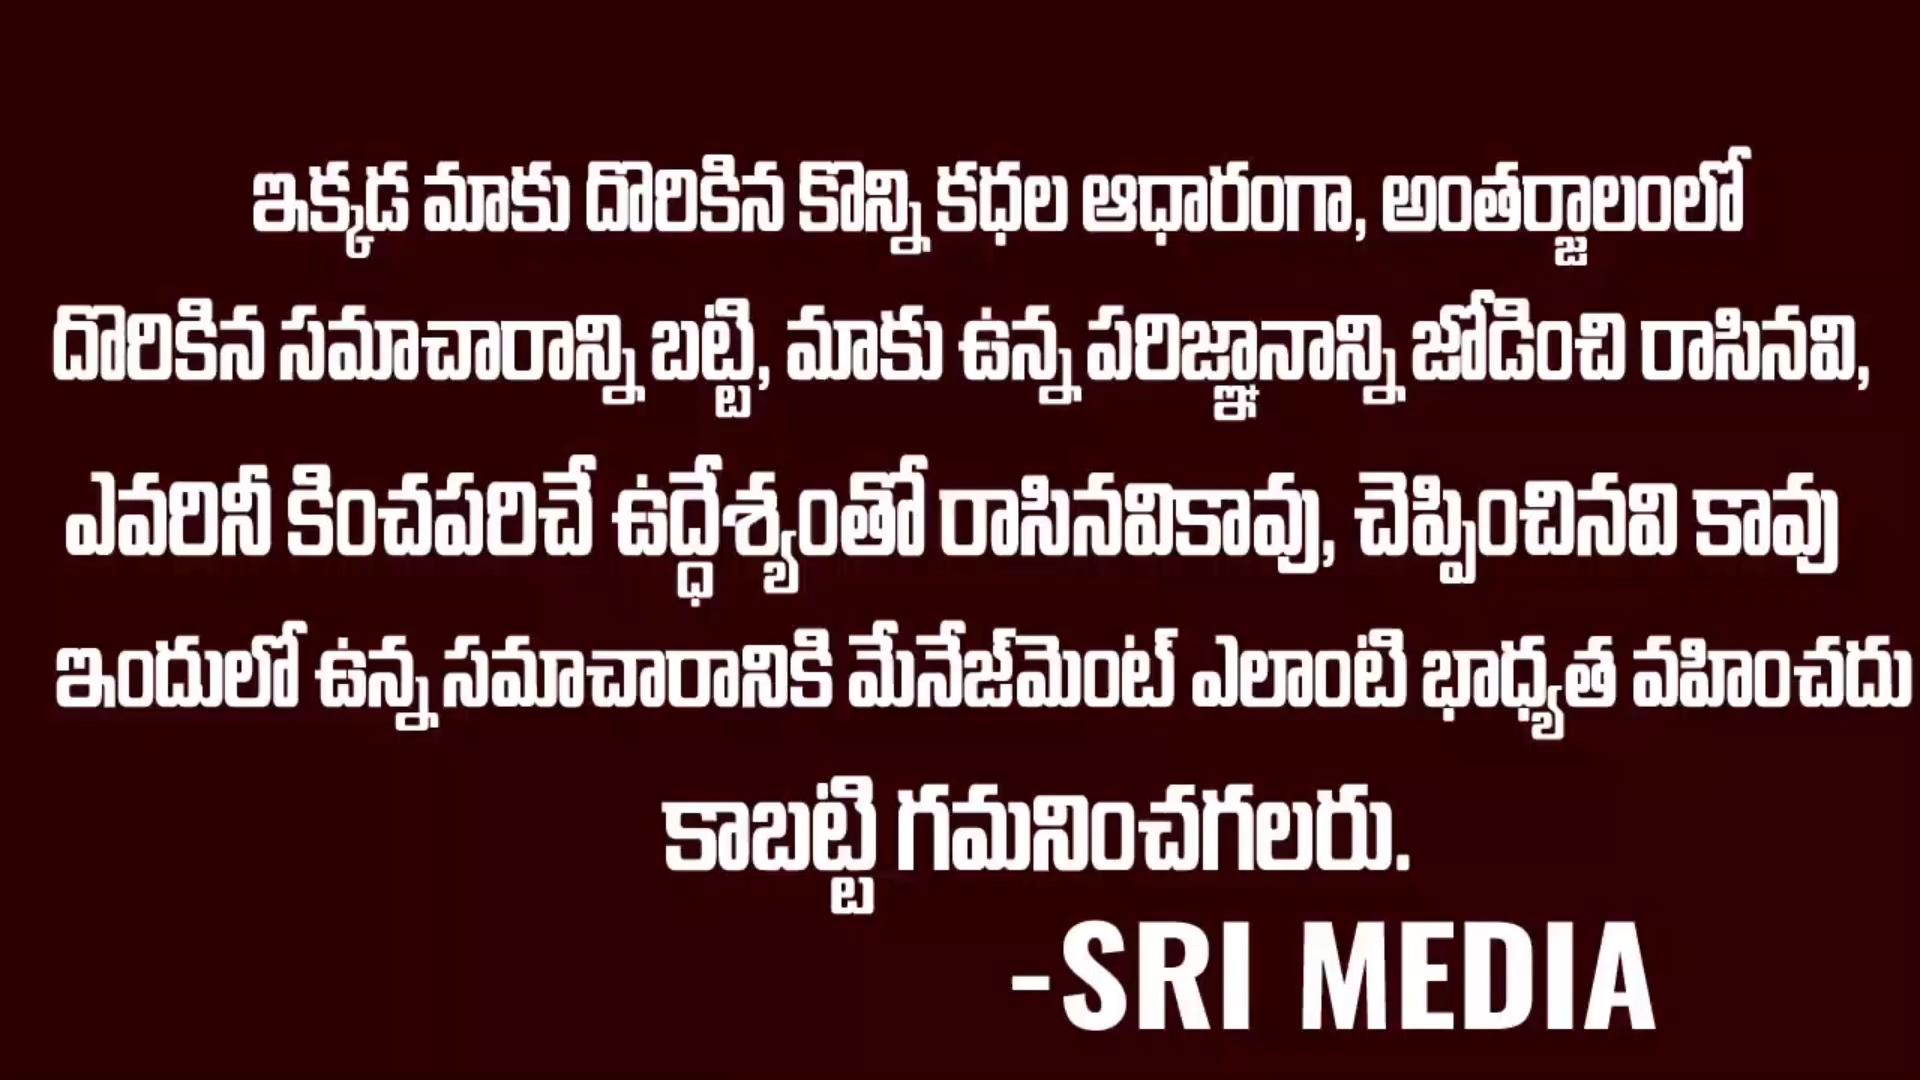 ఇక్కడ మాకు దొరికిన కొన్ని కధల ఆధారంగా, అంతర్జాలంలో
దొరికిన సమాచారాన్ని బట్టి, మాకు ఉన్న పరిజ్ఞానాన్ని జోడించి రాసినవి,
ఎవరినీ కించపరిచే ఉద్ధేశ్యంతో రాసినవికావు, చెప్పించినవి కావు
ఇందులో ఉన్న సమాచారానికి మేనేజ్‌మెంట్ ఎలాంటి భాధ్యత వహించదు
కాబట్టి గమనించగలరు.
-SRI MEDIA